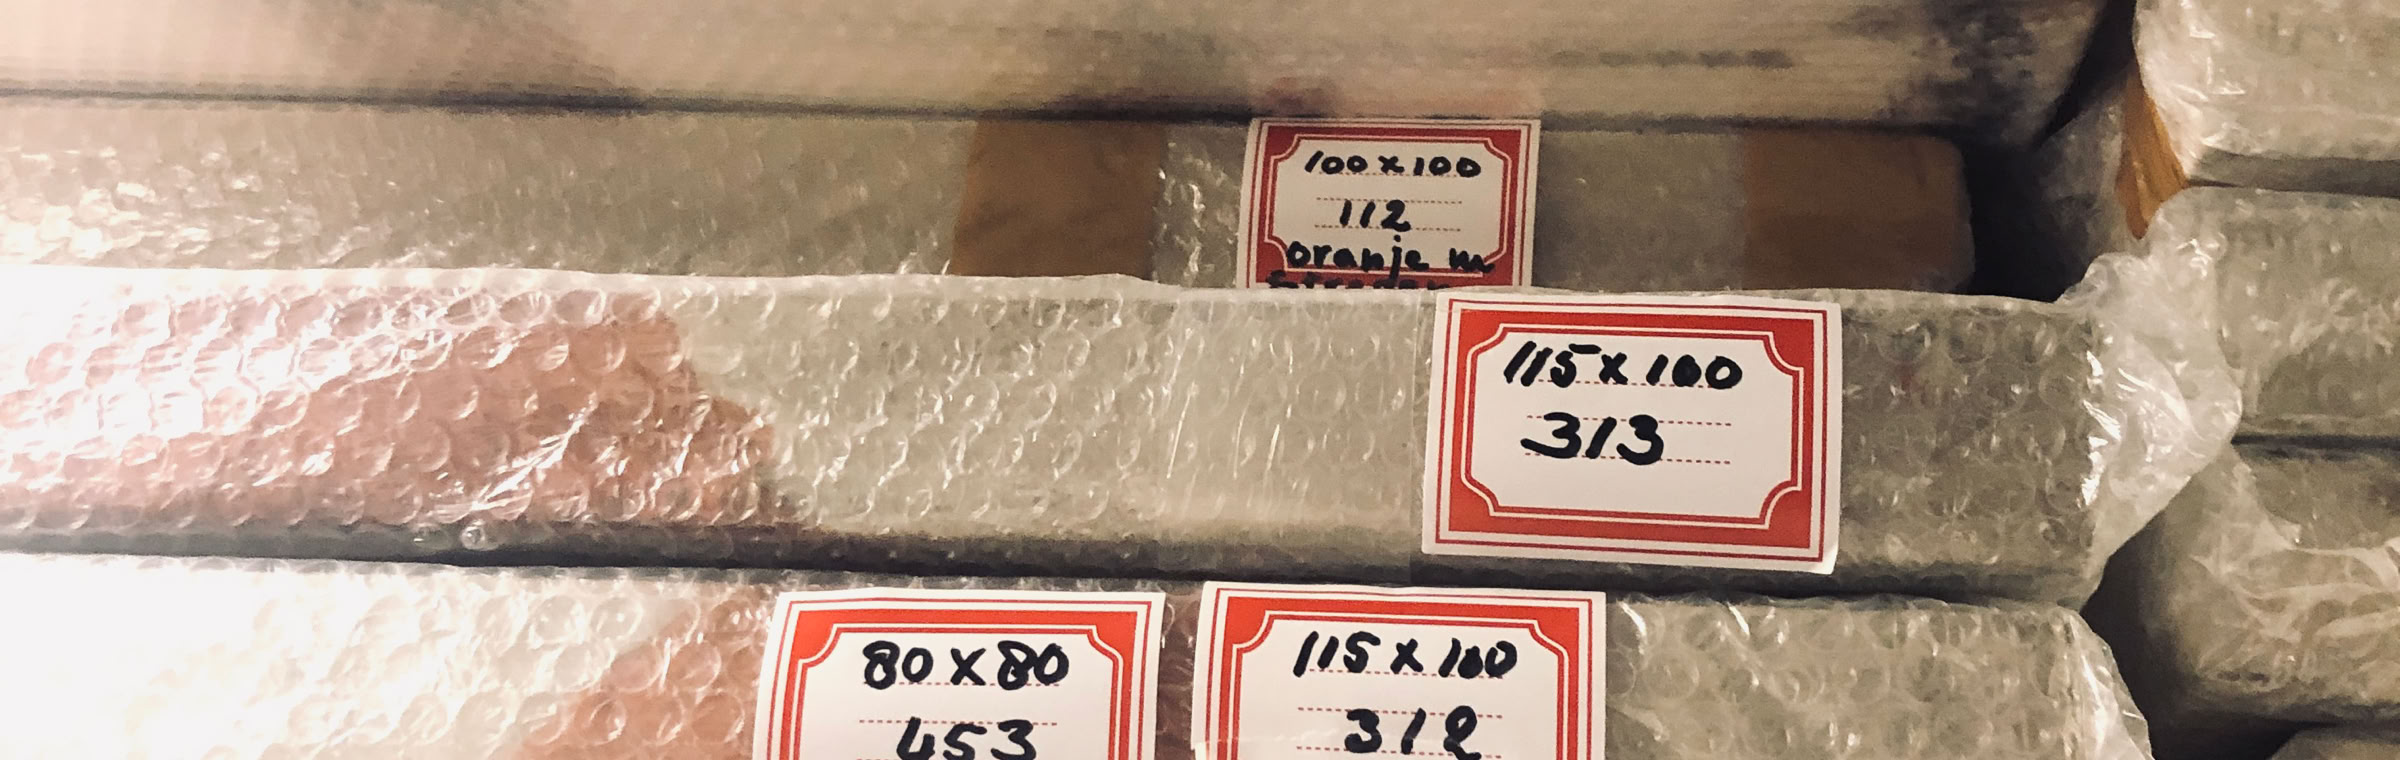 100 x 100
112
oranje m
115 x 100
313
80 x 80
453
115 x 100
312